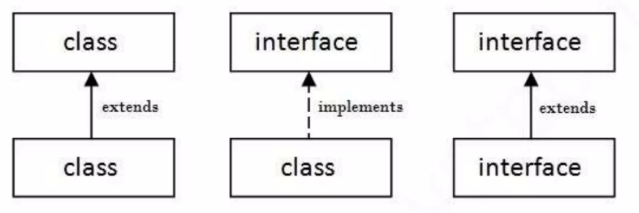 class interface interface
extends implements extends
class class interface